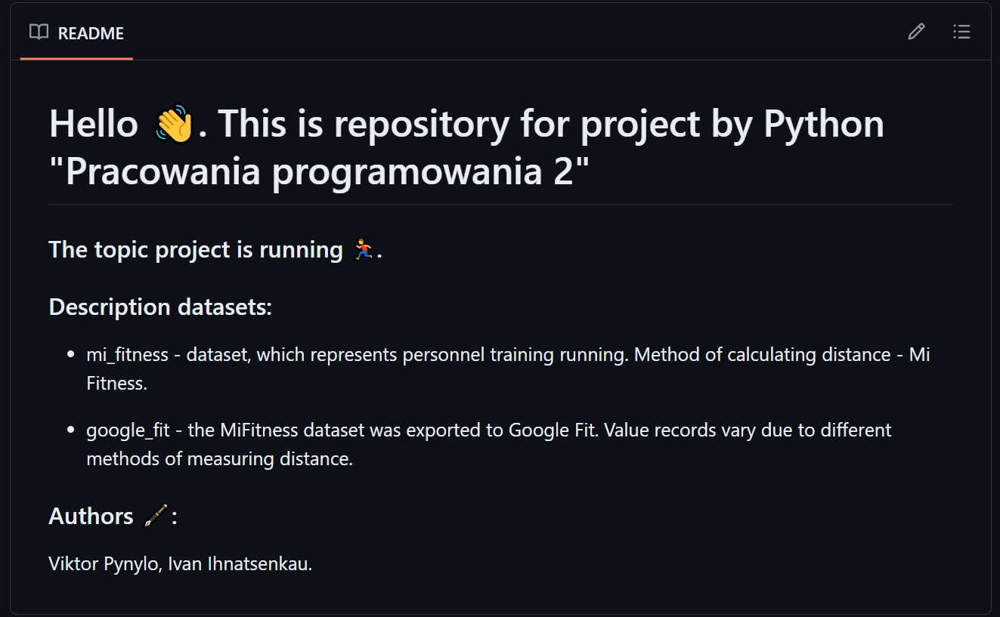 README
Hello 👋. This is repository for project by Python
"Pracowania programowania 2"
The topic project is running 🏃.
Description datasets:
• mi_fitness - dataset, which represents personnel training running. Method of calculating distance - Mi
Fitness.
• google_fit - the MiFitness dataset was exported to Google Fit. Value records vary due to different
methods of measuring distance.
Authors 🖌️:
Viktor Pynylo, Ivan Ihnatsenkau.